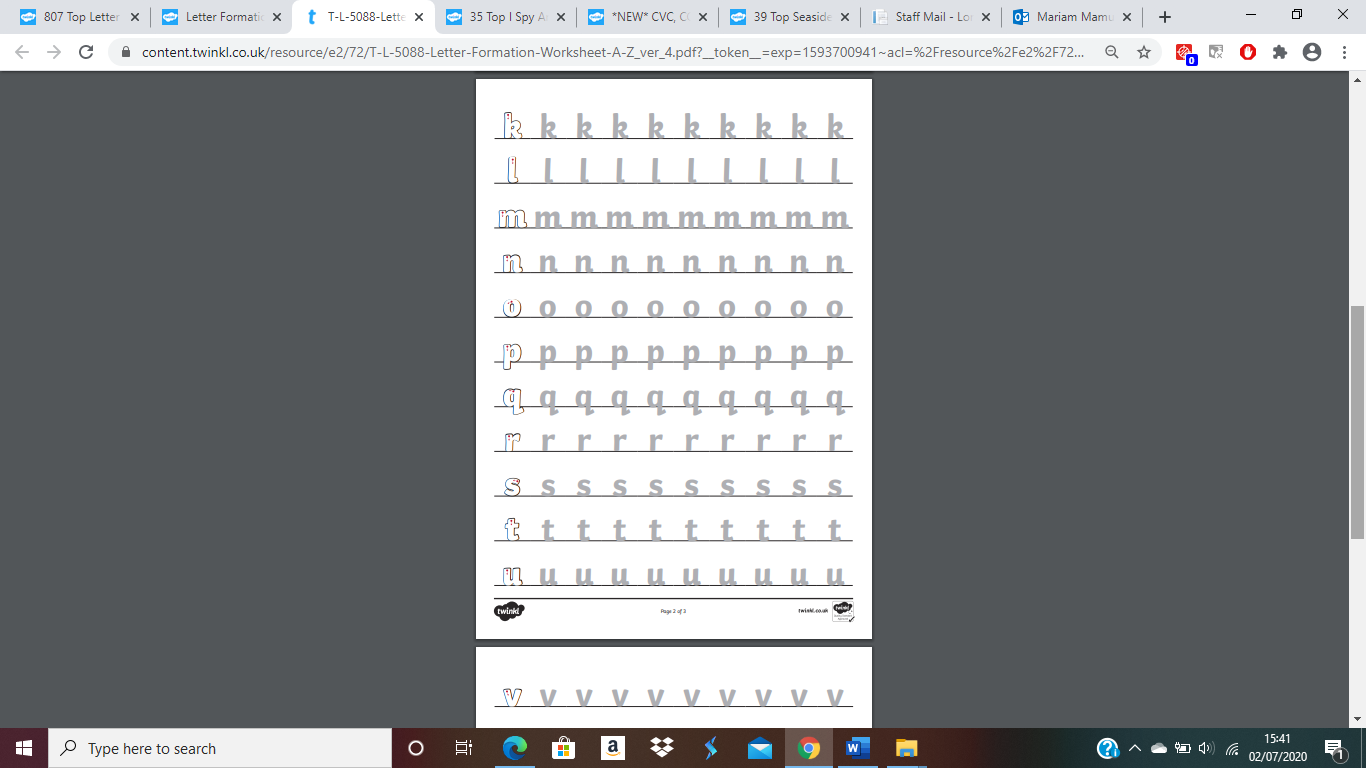 807 Top Letter
Letter Formatio
T-L-5088-Lette
35 Top I Spy A
*NEW* CVC, C
39 Top Seaside
Staff Mail - Lo
Mariam Mamu
content.twinkl.co.uk/resource/e2/72/T-L-5088-Letter-Formation-Worksheet-A-Z_ver_4.pdf?__token__=exp=1593700941~acl=%2Fresource%2Fe2%2F72...
0
k k k k k k k k k k
l l l l l l l l l l
m m m m m m m m m m
n n n n n n n n n n
o o o o o o o o o o
p p p p p p p p p p
q q q q q q q q q q
r r r r r r r r r r
s s s s s s s s s s
t t t t t t t t t t
u u u u u u u u u u
twinkl
Page 2 of 3
twinkl.co.uk
twinkl
v v v v v v v v v v
Type here to search
15:41
02/07/2020
1